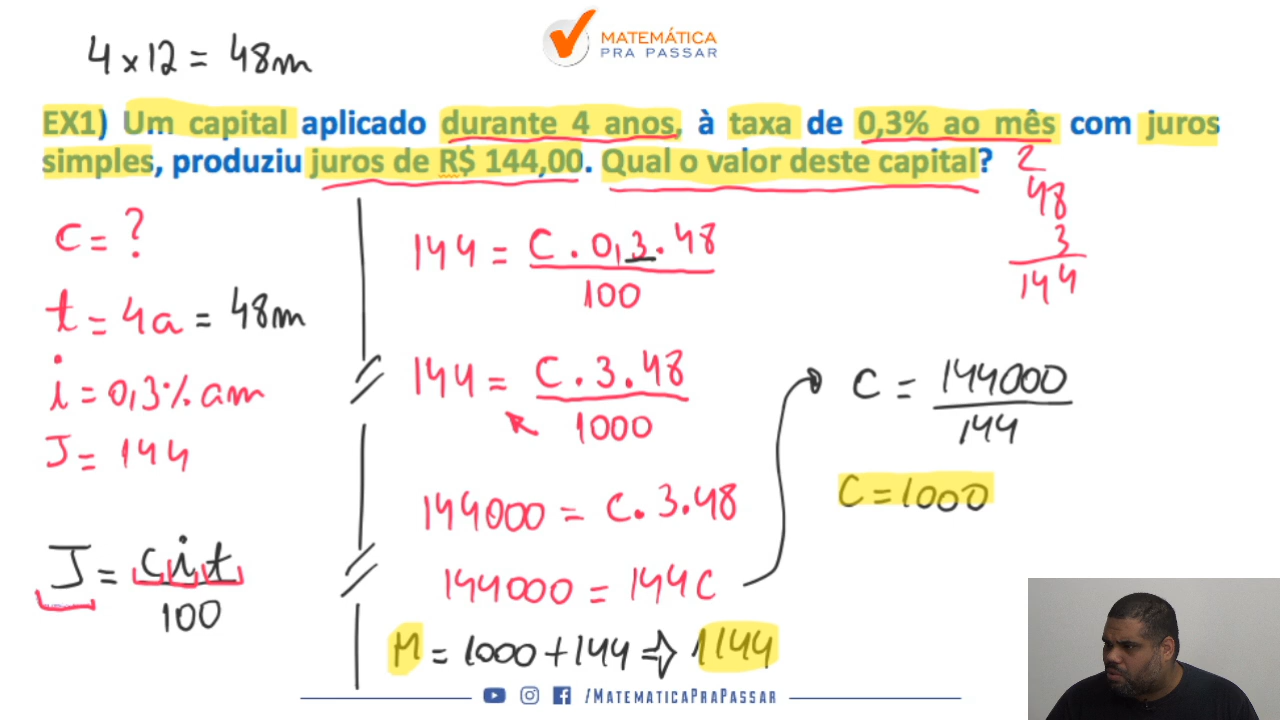 4 x 12 = 48m
MATEMÁTICA
PRA PASSAR
EX1) Um capital aplicado durante 4 anos, à taxa de 0,3% ao mês com juros
simples, produziu juros de R$ 144,00. Qual o valor deste capital?
C = ?
t = 4a = 48m
i = 0,3% am
J = 144
J = cit
100
144 = C . 0,3 . 48
100
144 = C . 3 . 48
1000
144000 = C . 3 . 48
144000 = 144C
M = 1000 + 144 ⇒ 1144
2
48
3
144
C = 144000
144
C = 1000
/MATEMATICAPRAPASSAR